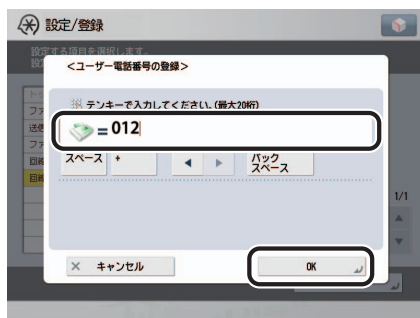 設定/登録
設定する項目を選択します。
<ユーザー電話番号の登録>
テンキーで入力してください。(最大20桁)
=012
スペース + ◀ ▶ バックスペース
1/1
× キャンセル OK